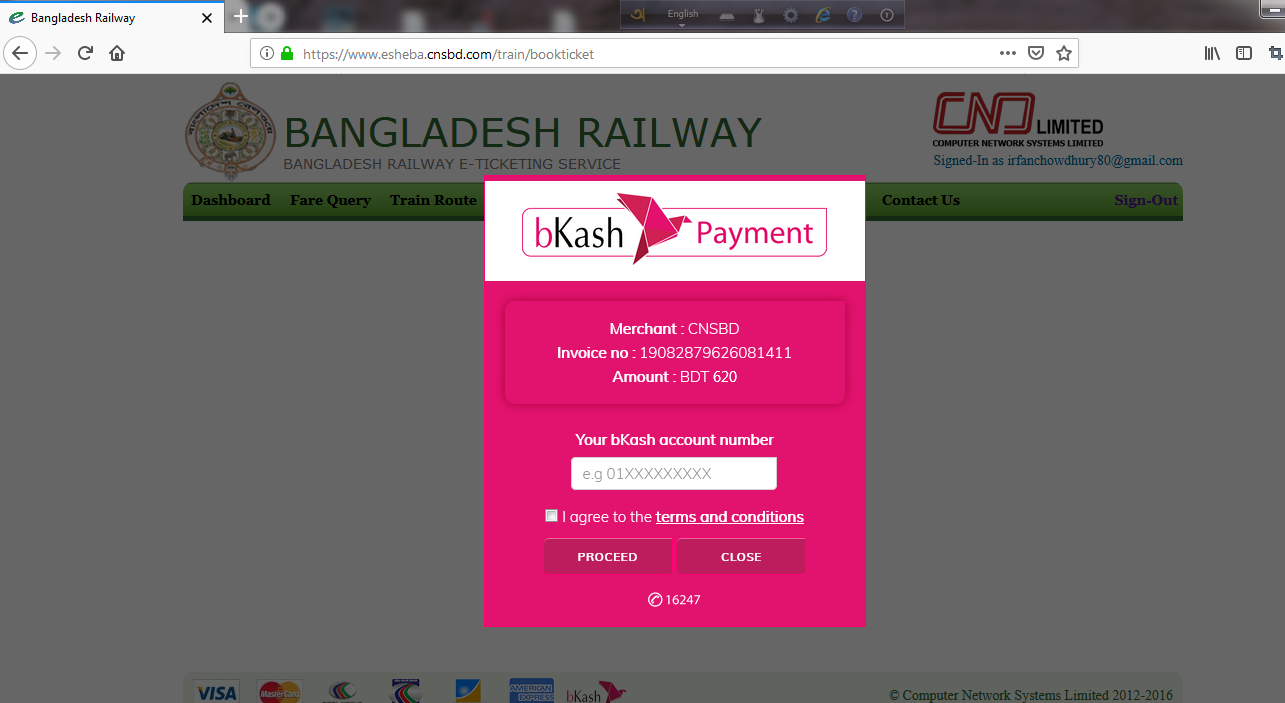 Bangladesh Railway
English
https://www.esheba.cnsbd.com/train/bookticket
BANGLADESH RAILWAY
BANGLADESH RAILWAY E-TICKETING SERVICE
CNS LIMITED
COMPUTER NETWORK SYSTEMS LIMITED
Signed-In as irfanchowdhury80@gmail.com
Dashboard Fare Query Train Route Contact Us Sign-Out
bKash Payment
Merchant : CNSBD
Invoice no : 19082879626081411
Amount : BDT 620
Your bKash account number
e.g 01XXXXXXXXX
I agree to the terms and conditions
PROCEED CLOSE
16247
VISA MasterCard AMERICAN EXPRESS bKash
© Computer Network Systems Limited 2012-2016